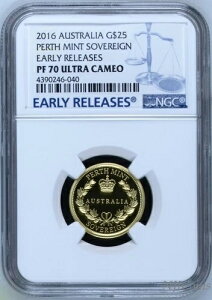 2016 AUSTRALIA G$25
PERTH MINT SOVEREIGN
EARLY RELEASES
PF 70 ULTRA CAMEO
4390246-040
EARLY RELEASES®
NGC
PERTH MINT
AUSTRALIA
SOVEREIGN